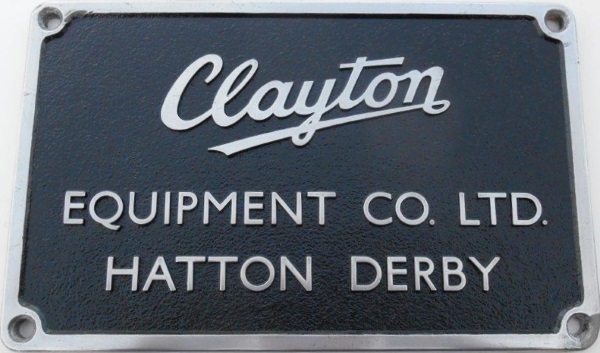 Clayton
EQUIPMENT CO. LTD.
HATTON DERBY